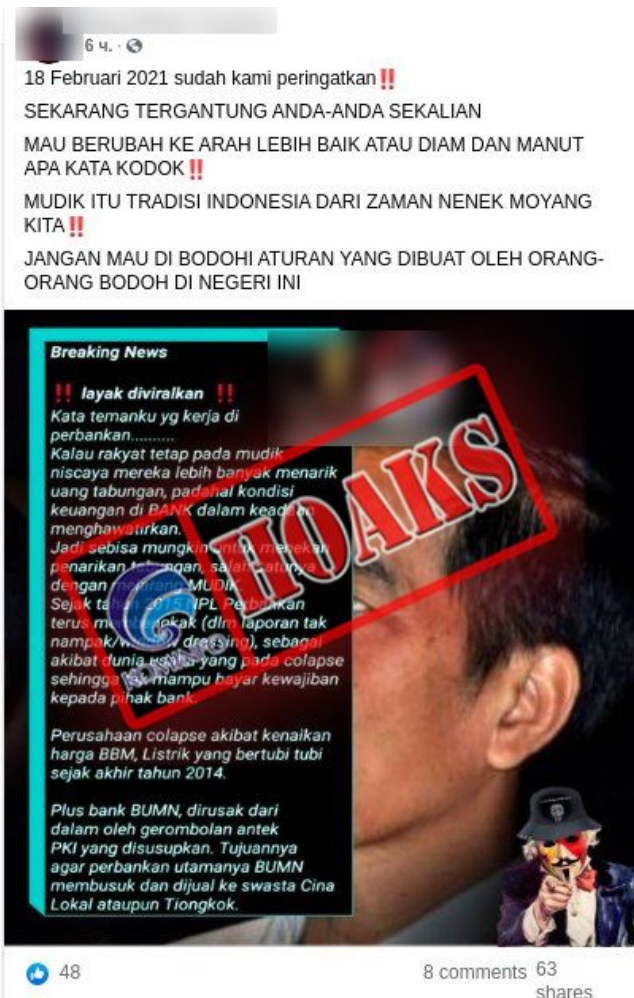 6 ч.
18 Februari 2021 sudah kami peringatkan‼️
SEKARANG TERGANTUNG ANDA-ANDA SEKALIAN
MAU BERUBAH KE ARAH LEBIH BAIK ATAU DIAM DAN MANUT
APA KATA KODOK‼️
MUDIK ITU TRADISI INDONESIA DARI ZAMAN NENEK MOYANG
KITA‼️
JANGAN MAU DI BODOHI ATURAN YANG DIBUAT OLEH ORANG-
ORANG BODOH DI NEGERI INI
Breaking News
‼️ layak diviralkan ‼️
Kata temanku yg kerja di
perbankan..........
Kalau rakyat tetap pada mudik
niscaya mereka lebih banyak menarik
uang tabungan, padahal kondisi
keuangan di BANK dalam keadaan
menghawatirkan.
Jadi sebisa mungkin untuk menekan
penarikan tabungan, salah satunya
dengan melarang MUDIK.
Sejak tahun 2015 NPL Perbankan
terus membengkak (dlm laporan tak
nampak/window dressing), sebagai
akibat dunia usaha yang pada colapse
sehingga mampu bayar kewajiban
kepada pihak bank.
Perusahaan colapse akibat kenaikan
harga BBM, Listrik yang bertubi tubi
sejak akhir tahun 2014.
Plus bank BUMN, dirusak dari
dalam oleh gerombolan antek
PKI yang disusupkan. Tujuannya
agar perbankan utamanya BUMN
membusuk dan dijual ke swasta Cina
Lokal ataupun Tiongkok.
HOAKS
48
8 comments
63
shares